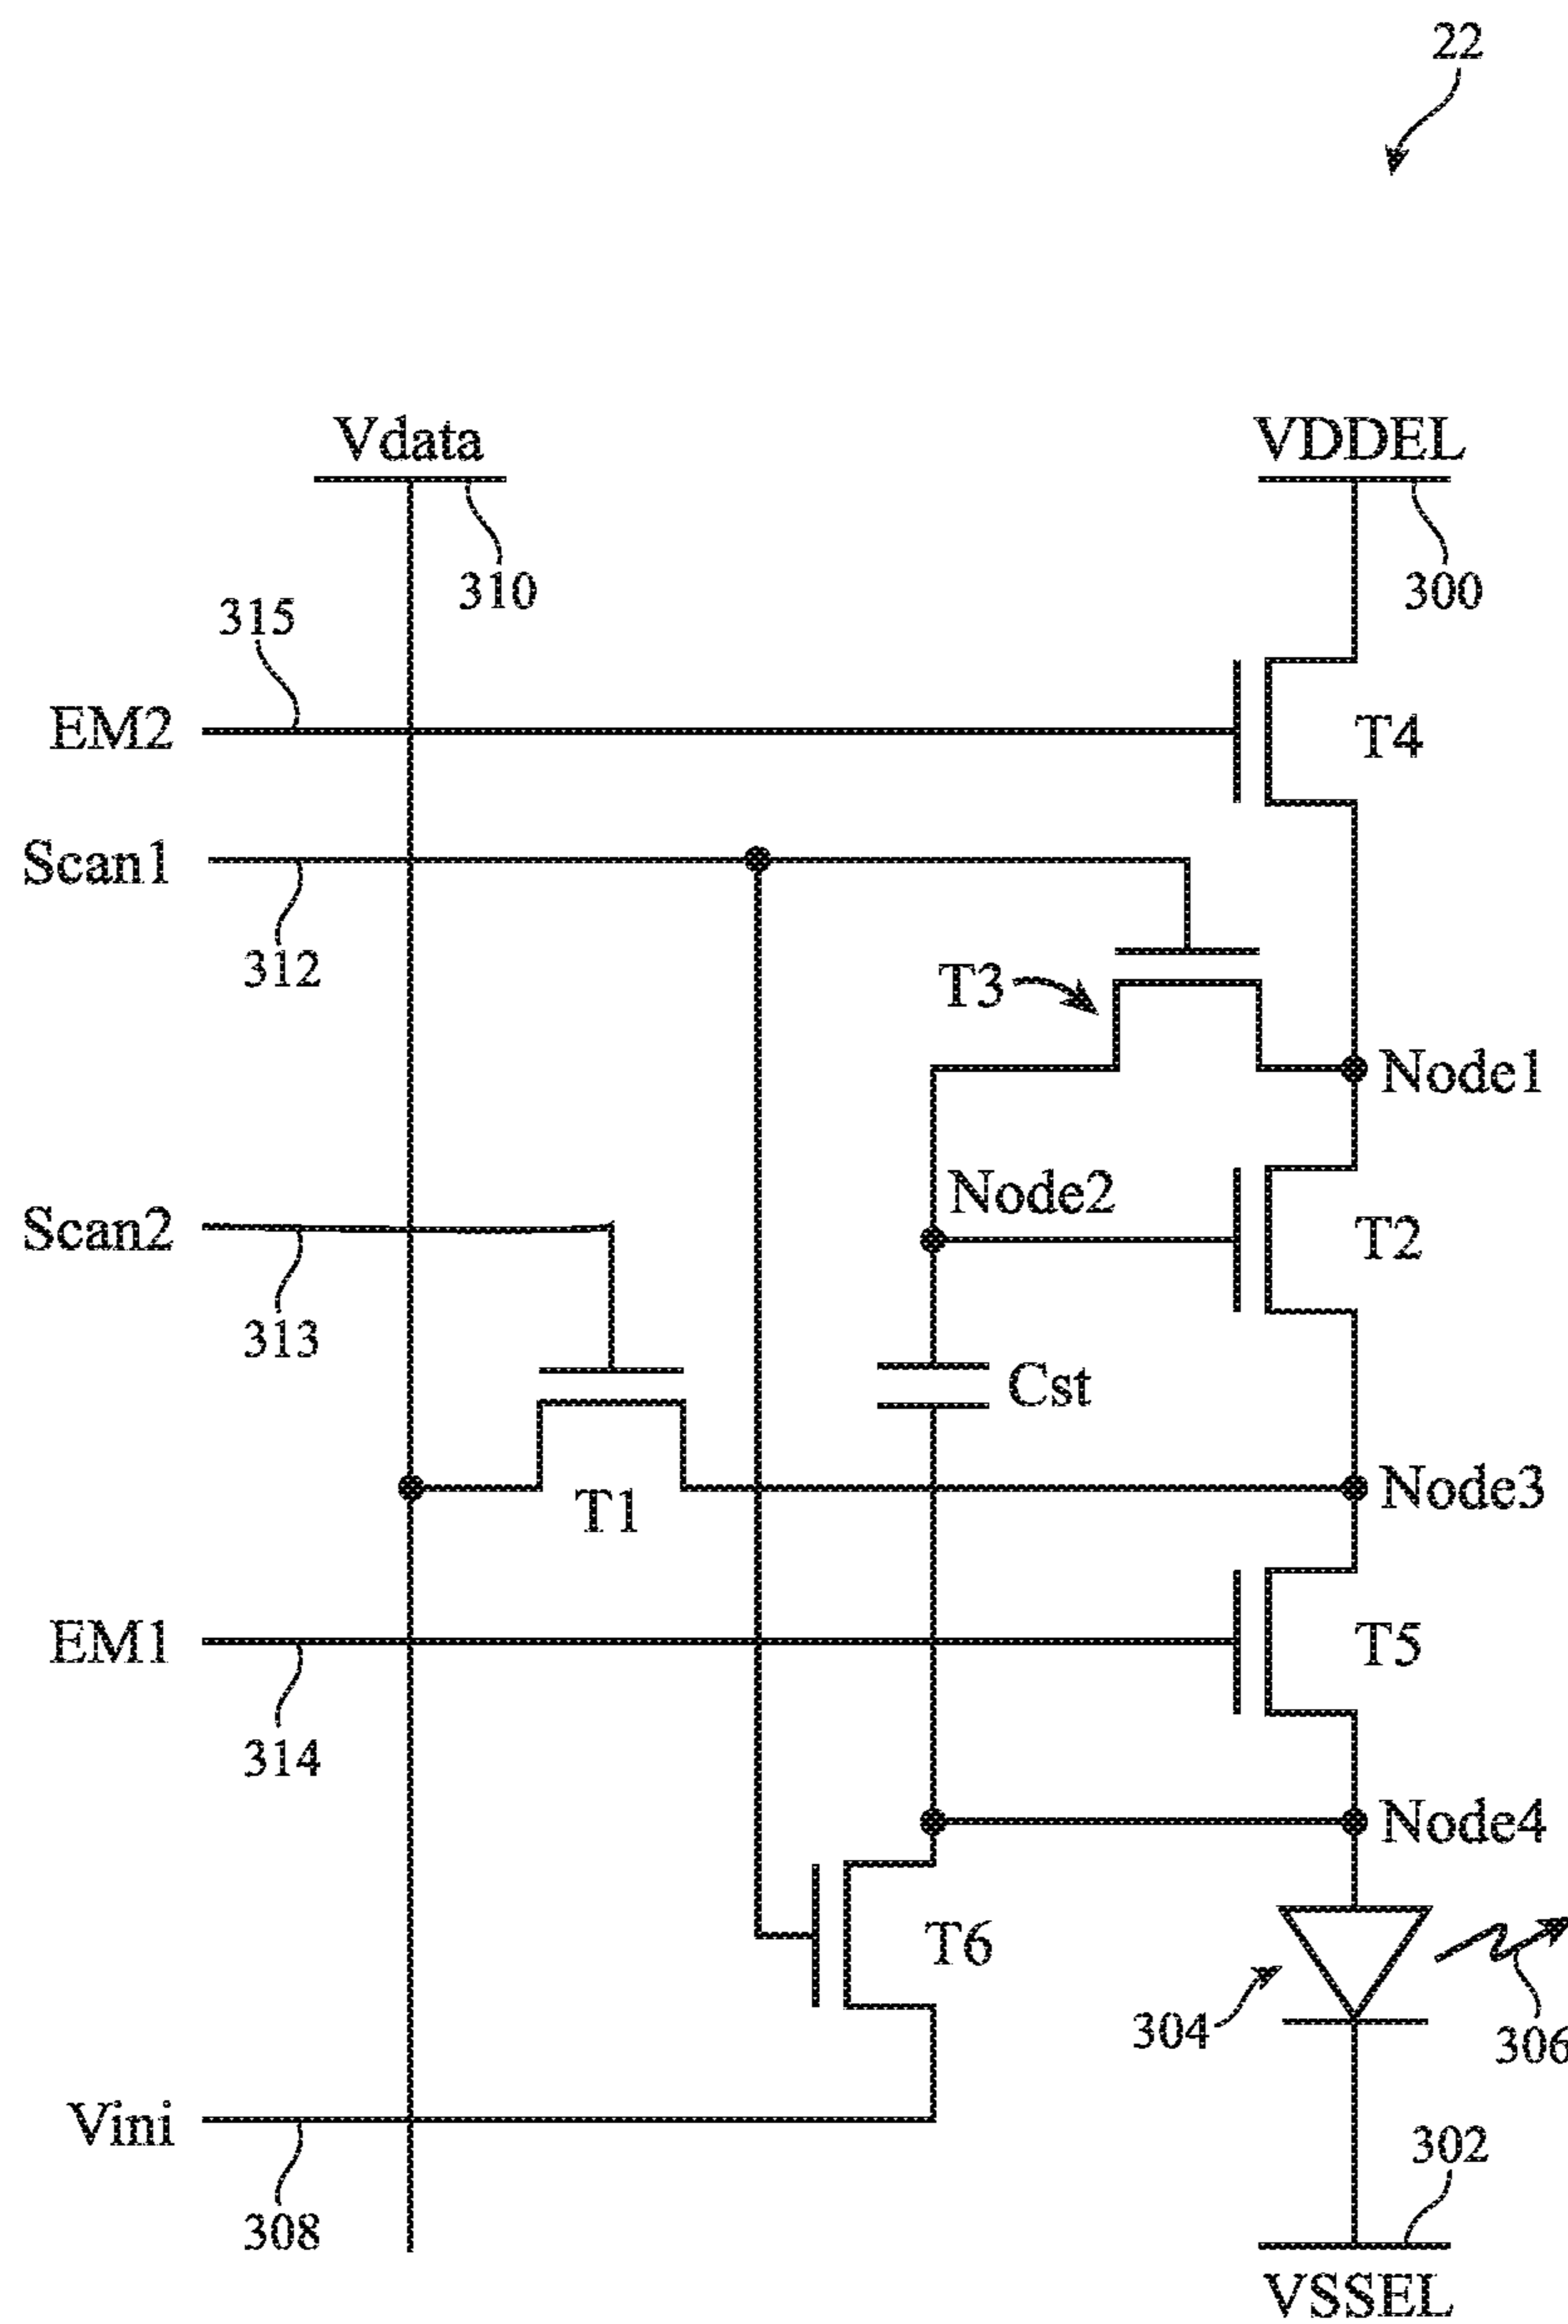 22
Vdata
VDDEL
310
300
315
EM2
T4
Scan1
312
T3
Node1
Node2
Scan2
T2
313
Cst
T1
Node3
EM1
T5
314
Node4
T6
304
306
Vini
302
308
VSSEL